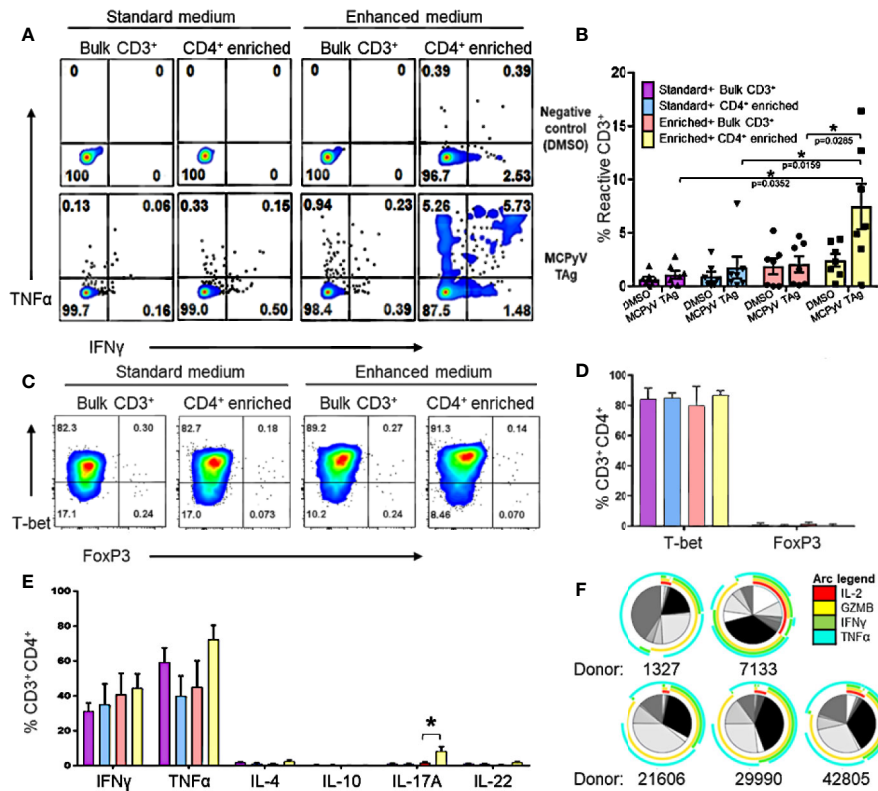 A
Standard medium
Enhanced medium
Bulk CD3+
CD4+ enriched
Bulk CD3+
CD4+ enriched
0 0 0 0 0 0 0.39 0.39
100 0 100 0 100 0 96.7 2.53
Negative control (DMSO)
0.13 0.06 0.33 0.15 0.94 0.23 5.26 5.73
99.7 0.16 99.0 0.50 98.4 0.39 87.5 1.48
MCPyV TAg
TNFα
IFNγ
B
% Reactive CD3+
20
15
10
5
0
Standard+ Bulk CD3+
Standard+ CD4+ enriched
Enriched+ Bulk CD3+
Enriched+ CD4+ enriched
*
p=0.0285
*
p=0.0159
*
p=0.0352
DMSO
MCPyV TAg
DMSO
MCPyV TAg
DMSO
MCPyV TAg
DMSO
MCPyV TAg
C
Standard medium
Enhanced medium
Bulk CD3+
CD4+ enriched
Bulk CD3+
CD4+ enriched
82.3 0.30 82.7 0.18 89.2 0.27 91.3 0.14
17.1 0.24 17.0 0.073 10.2 0.24 8.46 0.070
T-bet
FoxP3
D
% CD3+CD4+
100
80
60
40
20
0
T-bet
FoxP3
E
% CD3+CD4+
100
80
60
40
20
0
*
IFNγ
TNFα
IL-4
IL-10
IL-17A
IL-22
F
Arc legend
IL-2
GZMB
IFNγ
TNFα
Donor: 1327 7133
Donor: 21606 29990 42805